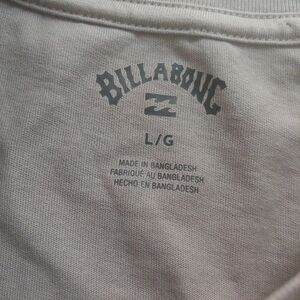 BILLABONG
L/G
MADE IN BANGLADESH
FABRIQUÉ AU BANGLADESH
HECHO EN BANGLADESH